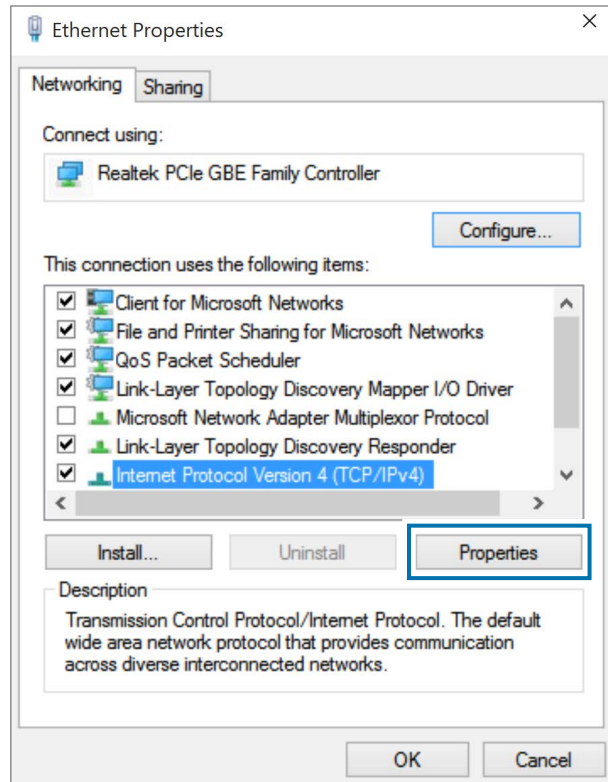 Ethernet Properties
Networking
Sharing
Connect using:
Realtek PCIe GBE Family Controller
Configure...
This connection uses the following items:
Client for Microsoft Networks
File and Printer Sharing for Microsoft Networks
QoS Packet Scheduler
Link-Layer Topology Discovery Mapper I/O Driver
Microsoft Network Adapter Multiplexor Protocol
Link-Layer Topology Discovery Responder
Internet Protocol Version 4 (TCP/IPv4)
Install...
Uninstall
Properties
Description
Transmission Control Protocol/Internet Protocol. The default
wide area network protocol that provides communication
across diverse interconnected networks.
OK
Cancel